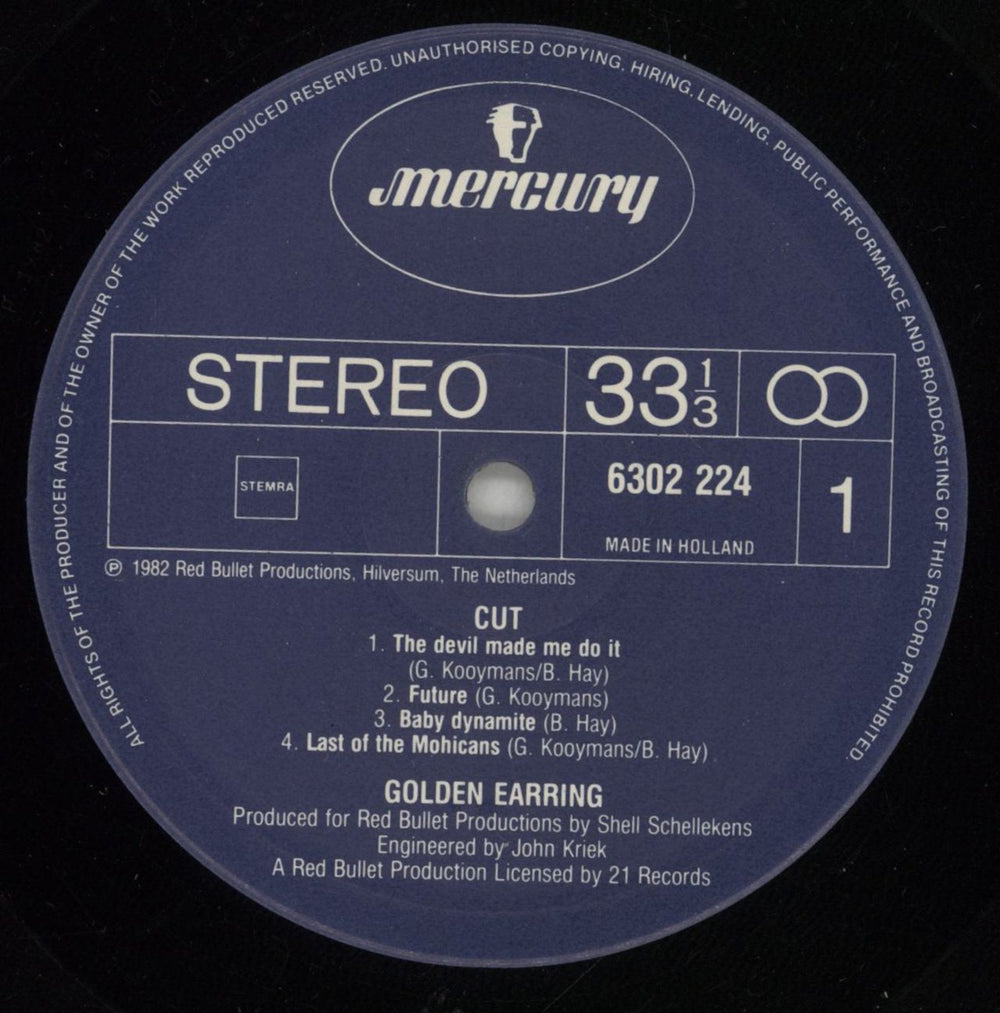 ALL RIGHTS OF THE PRODUCER AND OF THE OWNER OF THE WORK REPRODUCED RESERVED. UNAUTHORISED COPYING, HIRING, LENDING, PUBLIC PERFORMANCE AND BROADCASTING OF THIS RECORD PROHIBITED.
mercury
STEREO 33 1/3
STEMRA 6302 224 1
MADE IN HOLLAND
℗ 1982 Red Bullet Productions, Hilversum, The Netherlands
CUT
1. The devil made me do it
(G. Kooymans/B. Hay)
2. Future (G. Kooymans)
3. Baby dynamite (B. Hay)
4. Last of the Mohicans (G. Kooymans/B. Hay)
GOLDEN EARRING
Produced for Red Bullet Productions by Shell Schellekens
Engineered by John Kriek
A Red Bullet Production Licensed by 21 Records